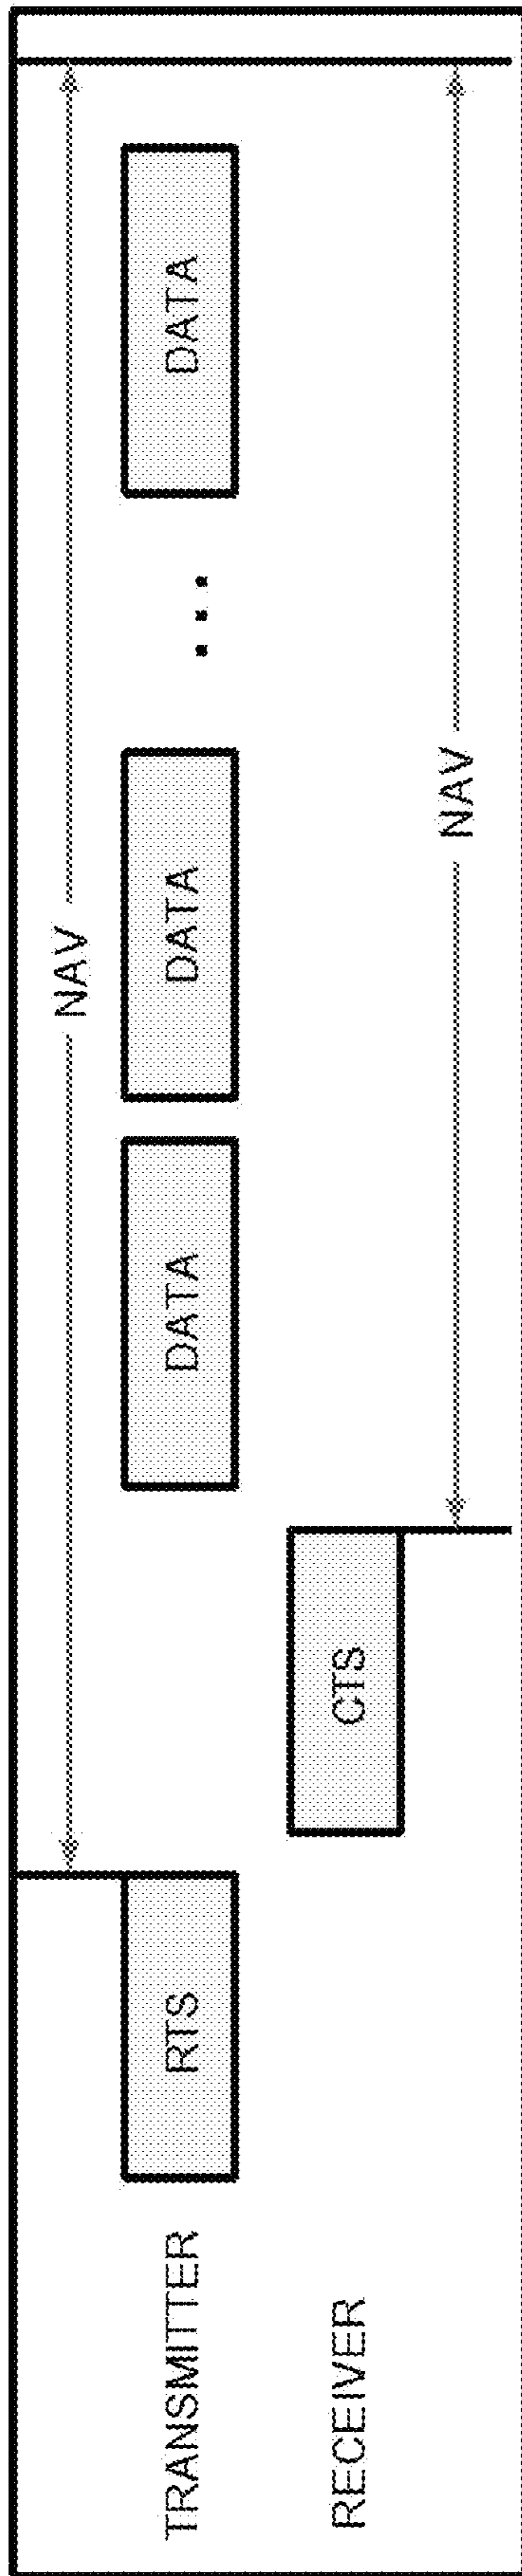 NAV
TRANSMITTER RTS DATA DATA ... DATA
RECEIVER CTS
NAV